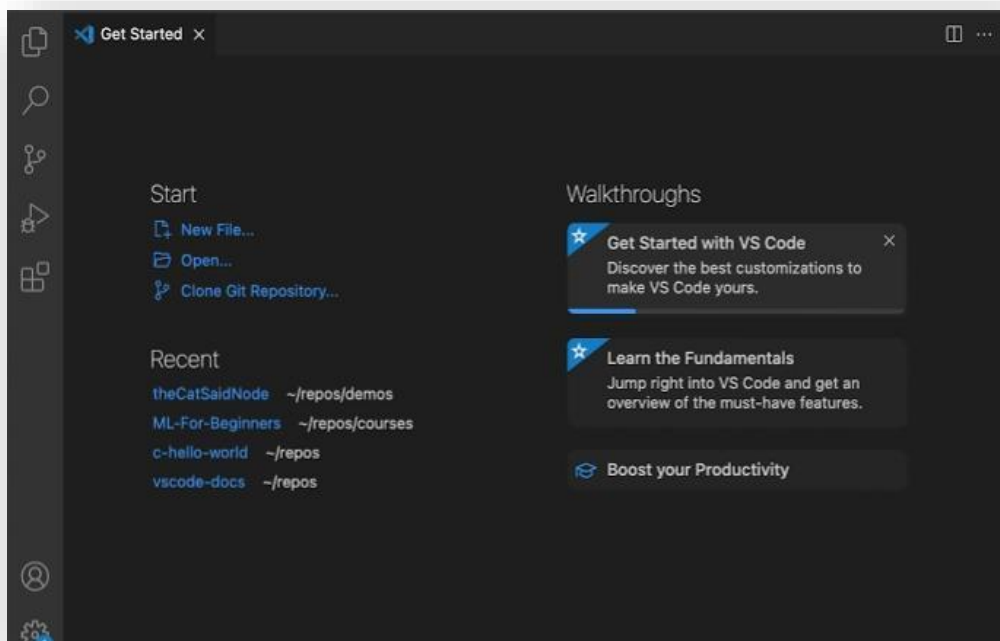 Get Started
Start
New File...
Open...
Clone Git Repository...
Recent
theCatSaidNode ~/repos/demos
ML-For-Beginners ~/repos/courses
c-hello-world ~/repos
vscode-docs ~/repos
Walkthroughs
Get Started with VS Code
Discover the best customizations to
make VS Code yours.
Learn the Fundamentals
Jump right into VS Code and get an
overview of the must-have features.
Boost your Productivity